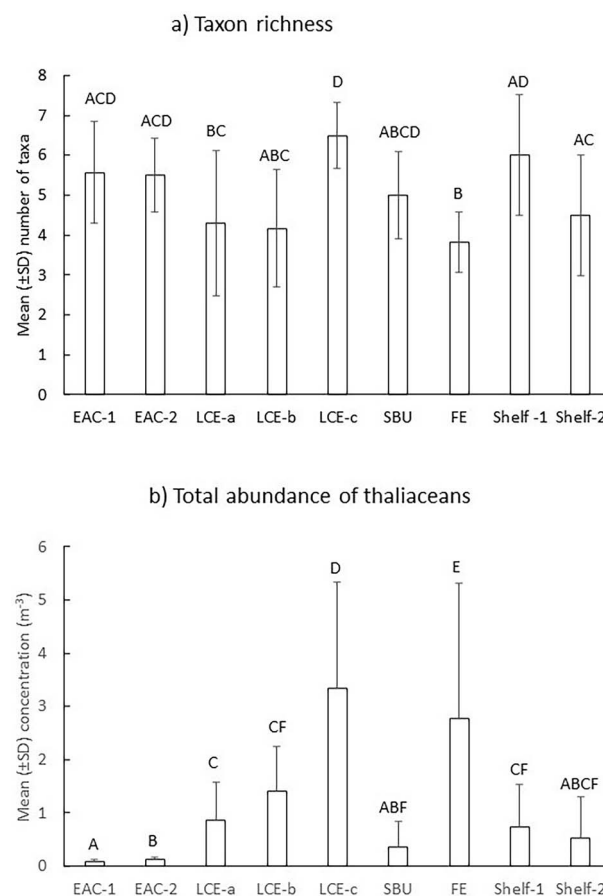 a) Taxon richness
Mean (±SD) number of taxa
8
7
6
5
4
3
2
1
0
ACD
ACD
BC
ABC
D
ABCD
B
AD
AC
EAC-1 EAC-2 LCE-a LCE-b LCE-c SBU FE Shelf -1 Shelf-2
b) Total abundance of thaliaceans
Mean (±SD) concentration (m-3)
6
5
4
3
2
1
0
A
B
C
CF
D
ABF
E
CF
ABCF
EAC-1 EAC-2 LCE-a LCE-b LCE-c SBU FE Shelf-1 Shelf-2